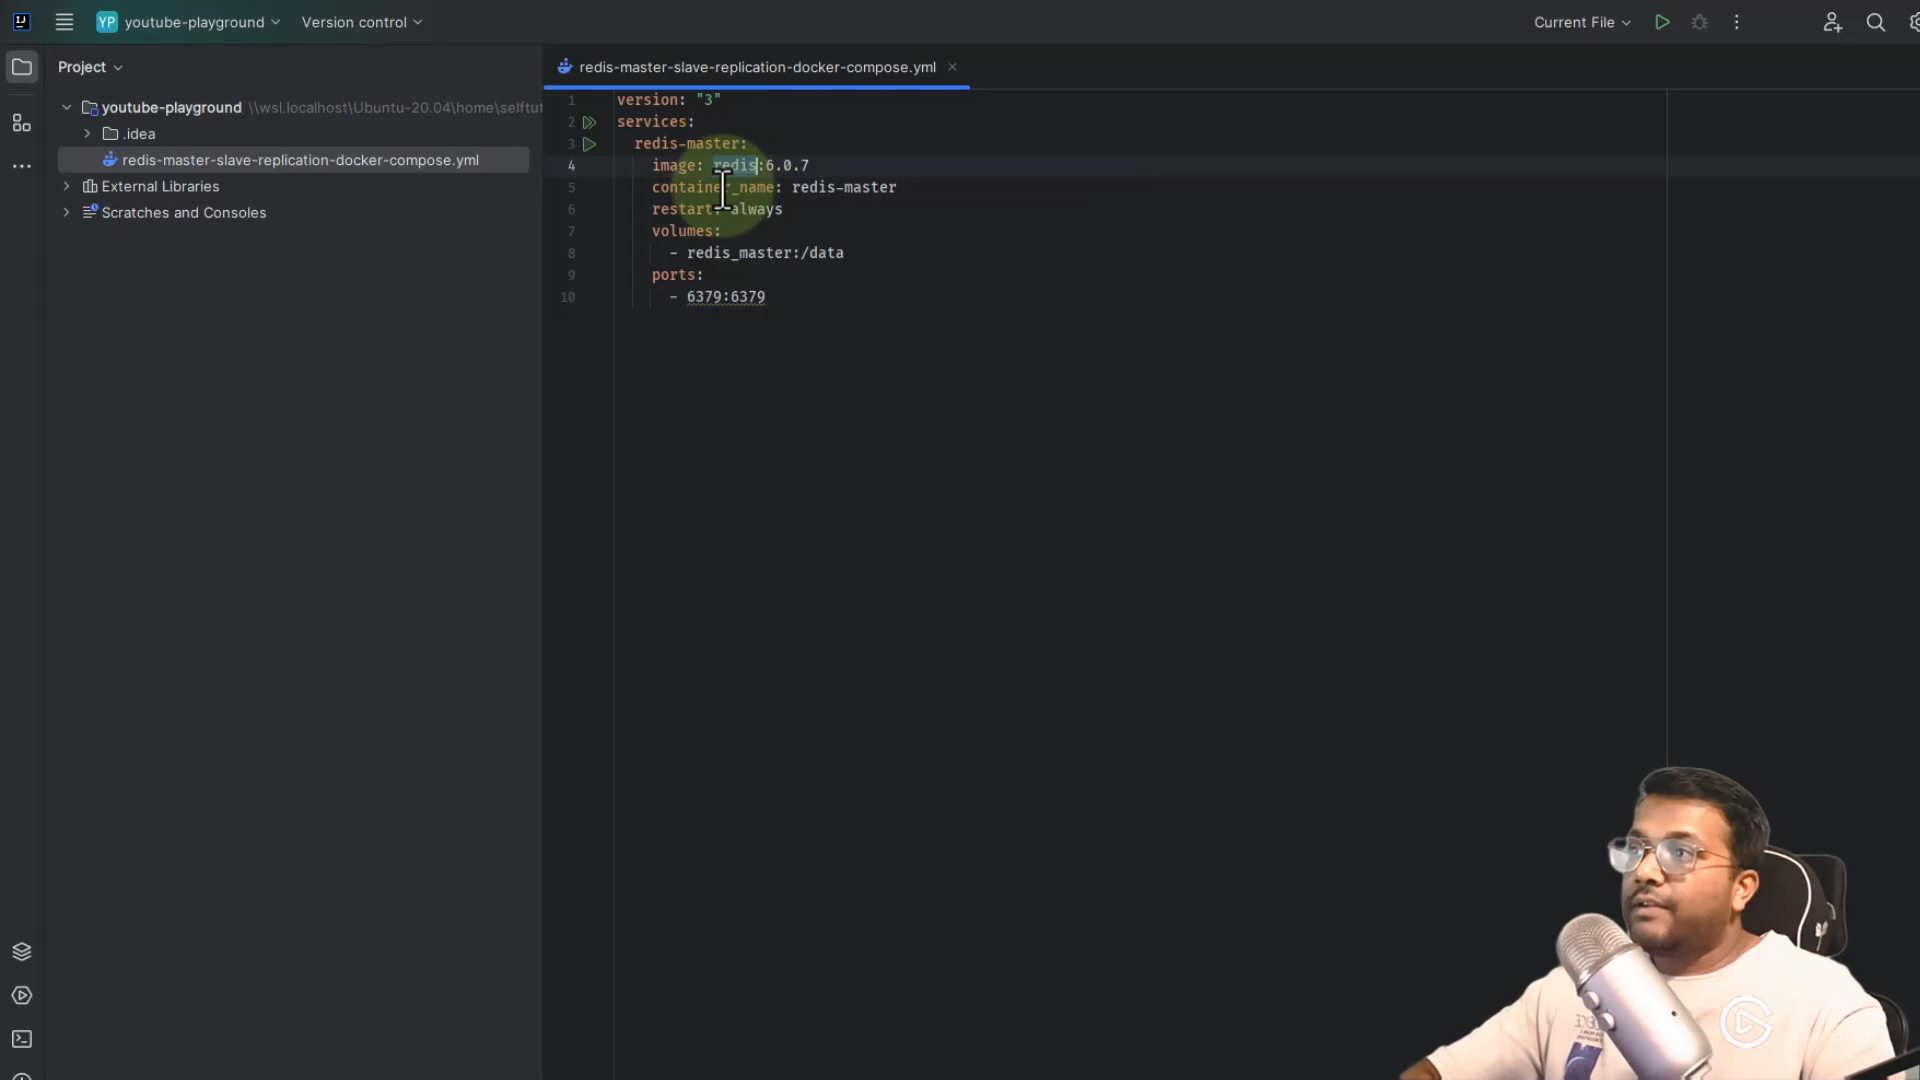 YP youtube-playground
Version control
Current File
Project
redis-master-slave-replication-docker-compose.yml
youtube-playground \\wsl.localhost\Ubuntu-20.04\home\selftut
.idea
redis-master-slave-replication-docker-compose.yml
External Libraries
Scratches and Consoles
1 version: "3"
2 services:
3 redis-master:
4 image: redis:6.0.7
5 container_name: redis-master
6 restart: always
7 volumes:
8 - redis_master:/data
9 ports:
10 - 6379:6379